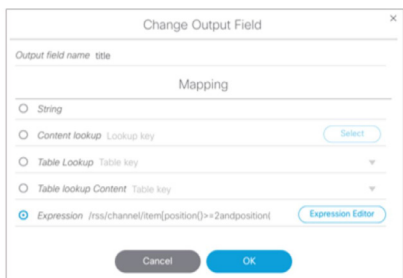 Change Output Field
×
Output field name title
Mapping
String
Content lookup Lookup key Select
Table Lookup Table key
Table lookup Content Table key
Expression /rss/channel/item[position()>=2andposition( Expression Editor
Cancel OK